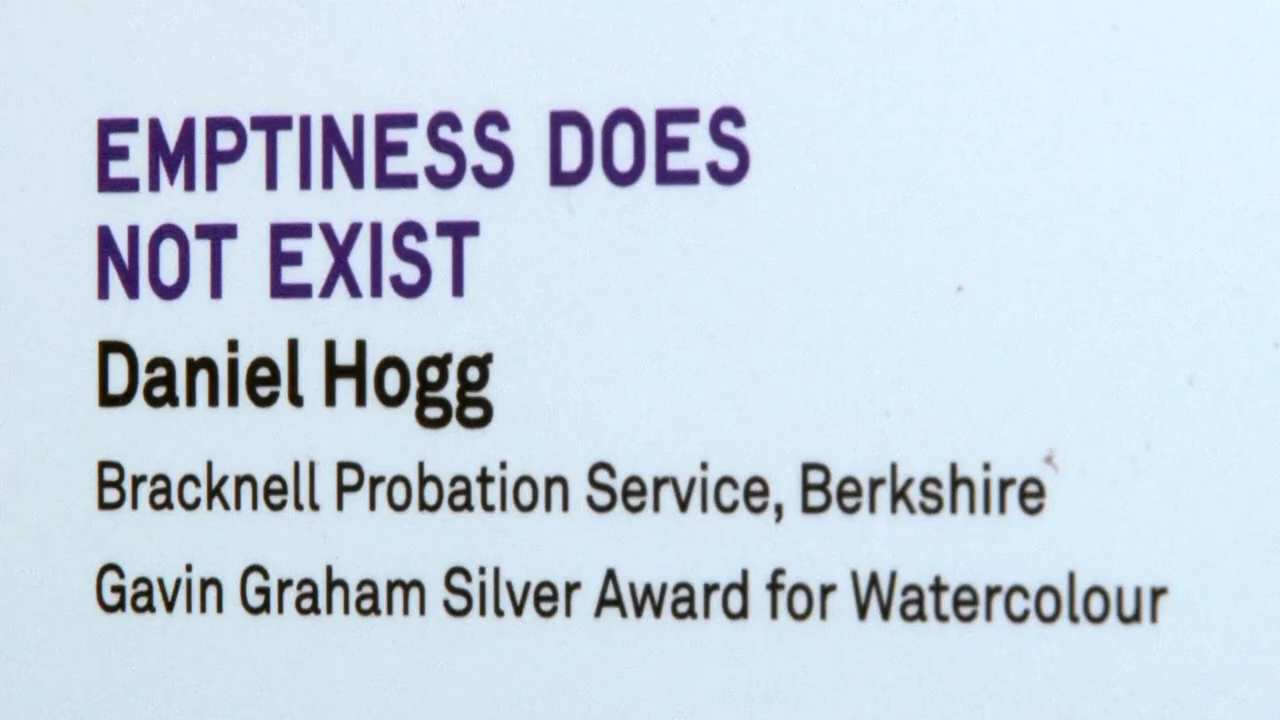 EMPTINESS DOES
NOT EXIST
Daniel Hogg
Bracknell Probation Service, Berkshire
Gavin Graham Silver Award for Watercolour